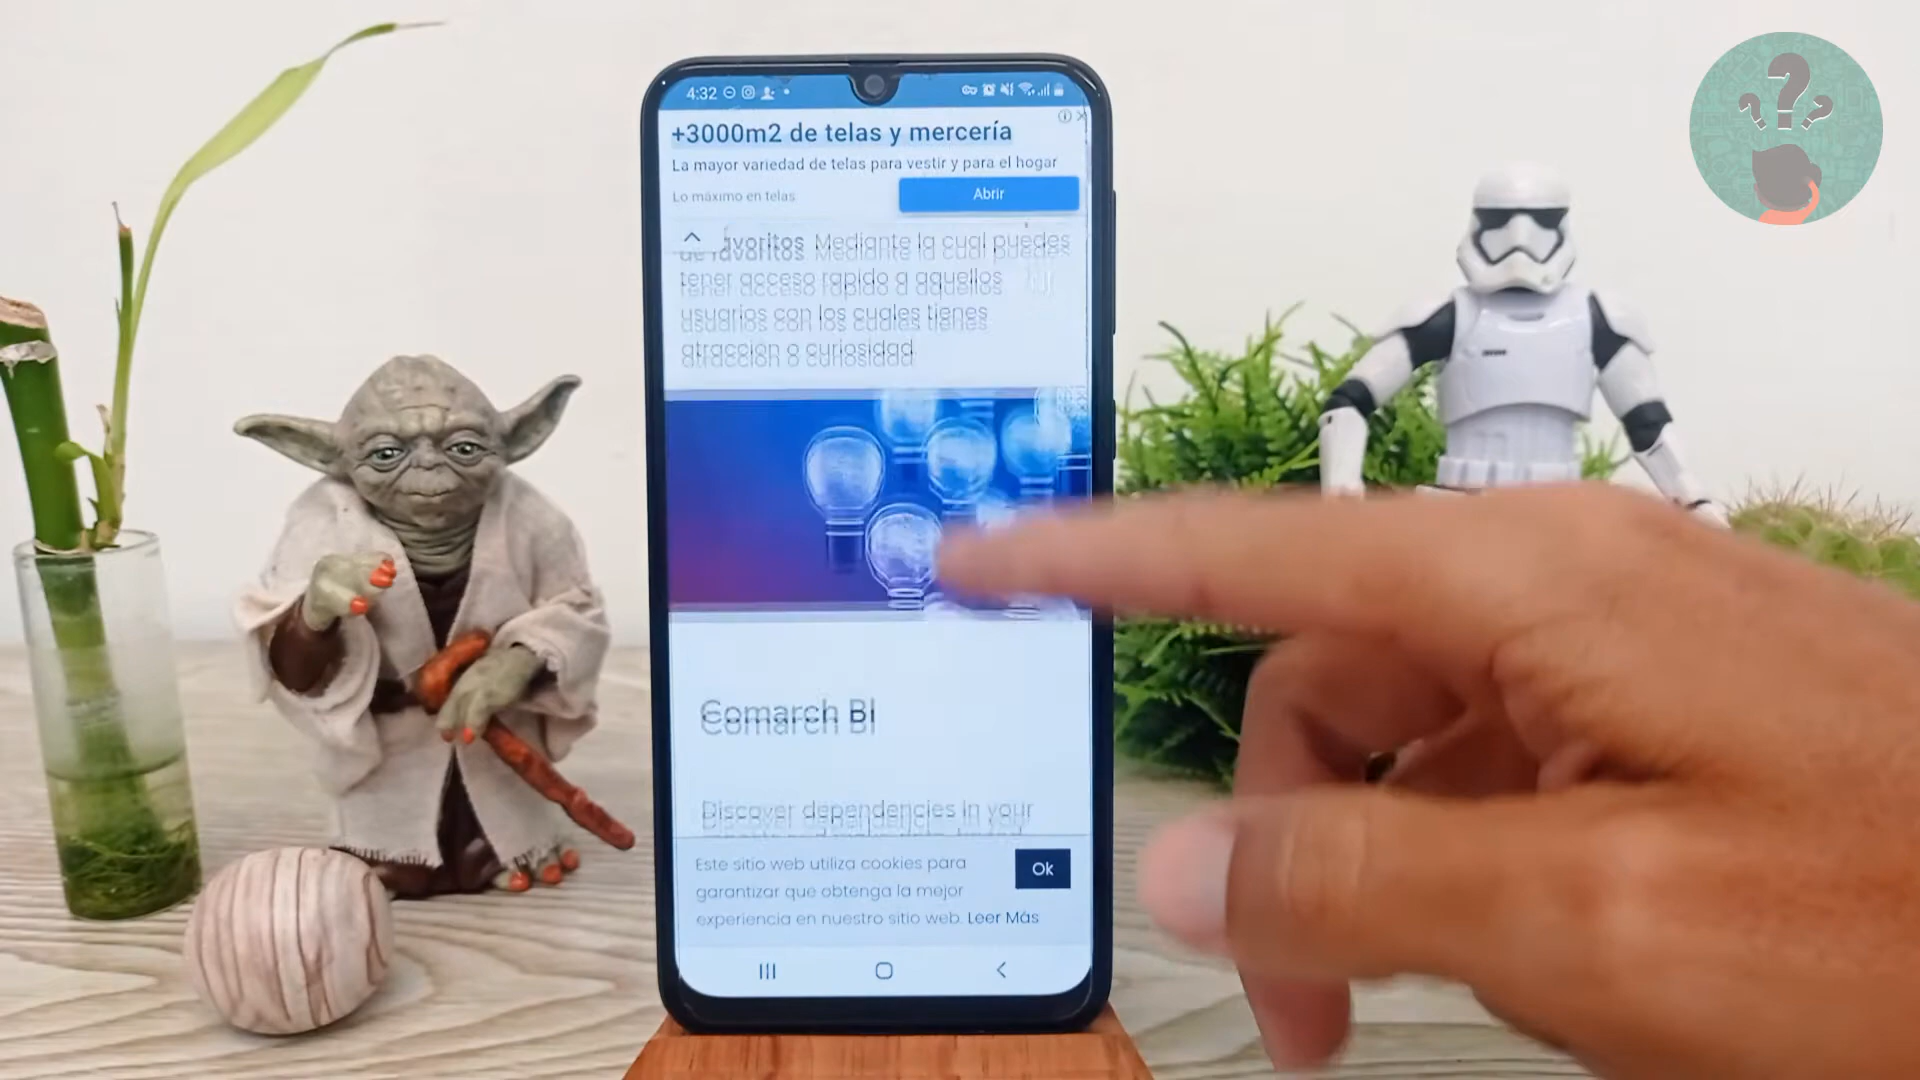 4:32
+3000m2 de telas y mercería
La mayor variedad de telas para vestir y para el hogar
Lo máximo en telas
Abrir
de favoritos Mediante la cual puedes
tener acceso rapido a aquellos
usuarios con los cuales tienes
atracción o curiosidad
Comarch BI
Discover dependencies in your
Este sitio web utiliza cookies para
garantizar que obtenga la mejor
experiencia en nuestro sitio web. Leer Más
Ok